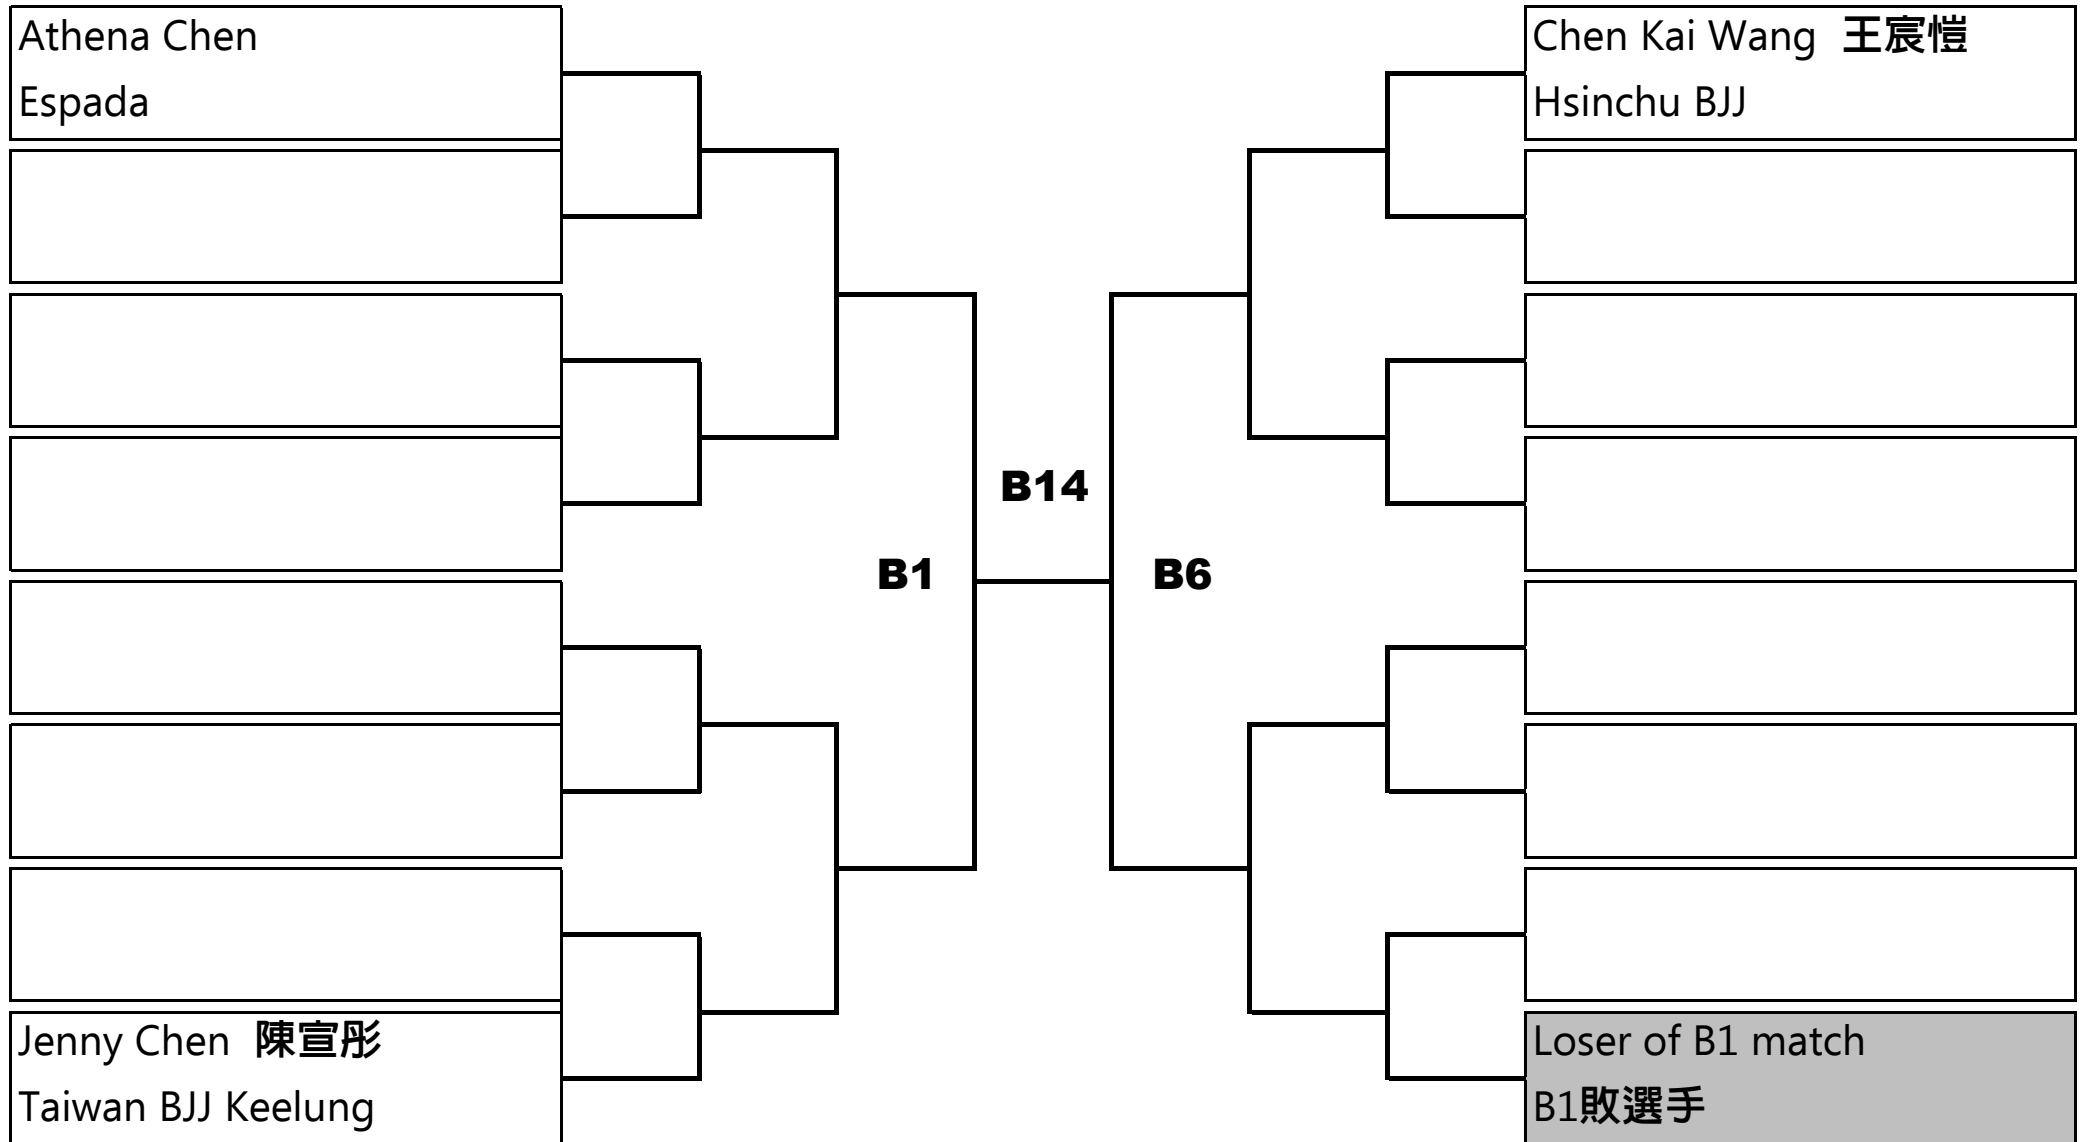 Athena Chen
Espada
Chen Kai Wang 王宸愷
Hsinchu BJJ
B14
B1
B6
Jenny Chen 陳宣彤
Taiwan BJJ Keelung
Loser of B1 match
B1敗選手